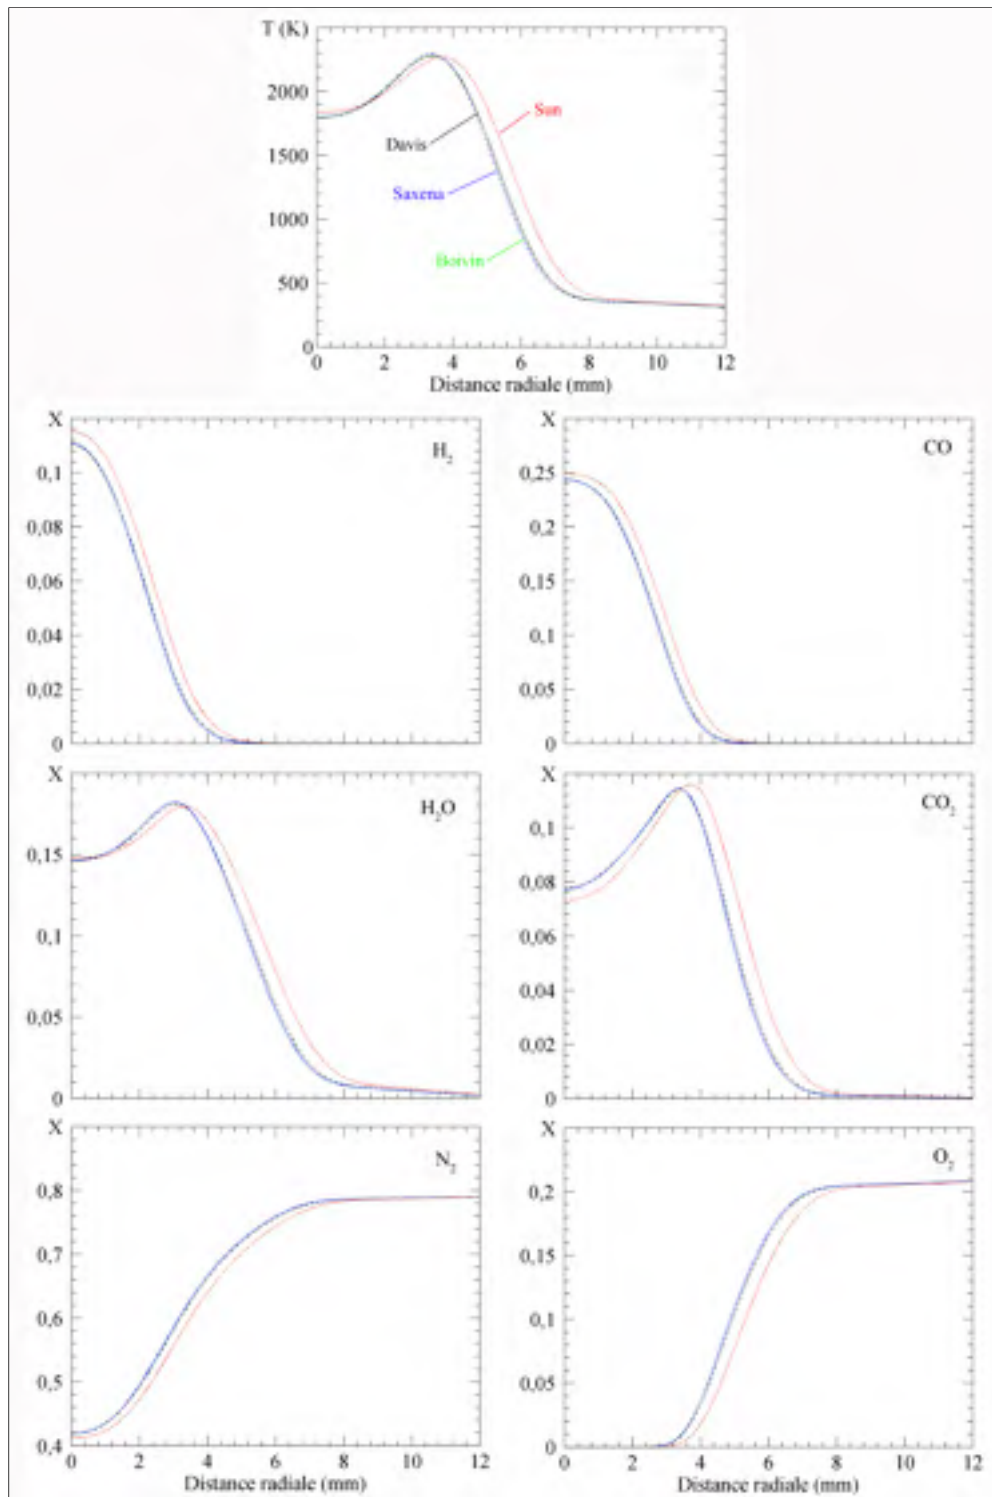 T (K)
2000
1500
1000
500
0
Sun
Davis
Saxena
Boivin
0 2 4 6 8 10 12
Distance radiale (mm)
X
H2
0,1
0,08
0,06
0,04
0,02
0
X
CO
0,25
0,2
0,15
0,1
0,05
0
X
H2O
0,15
0,1
0,05
0
X
CO2
0,1
0,08
0,06
0,04
0,02
0
X
N2
0,8
0,7
0,6
0,5
0,4
0 2 4 6 8 10 12
Distance radiale (mm)
X
O2
0,2
0,15
0,1
0,05
0
0 2 4 6 8 10 12
Distance radiale (mm)